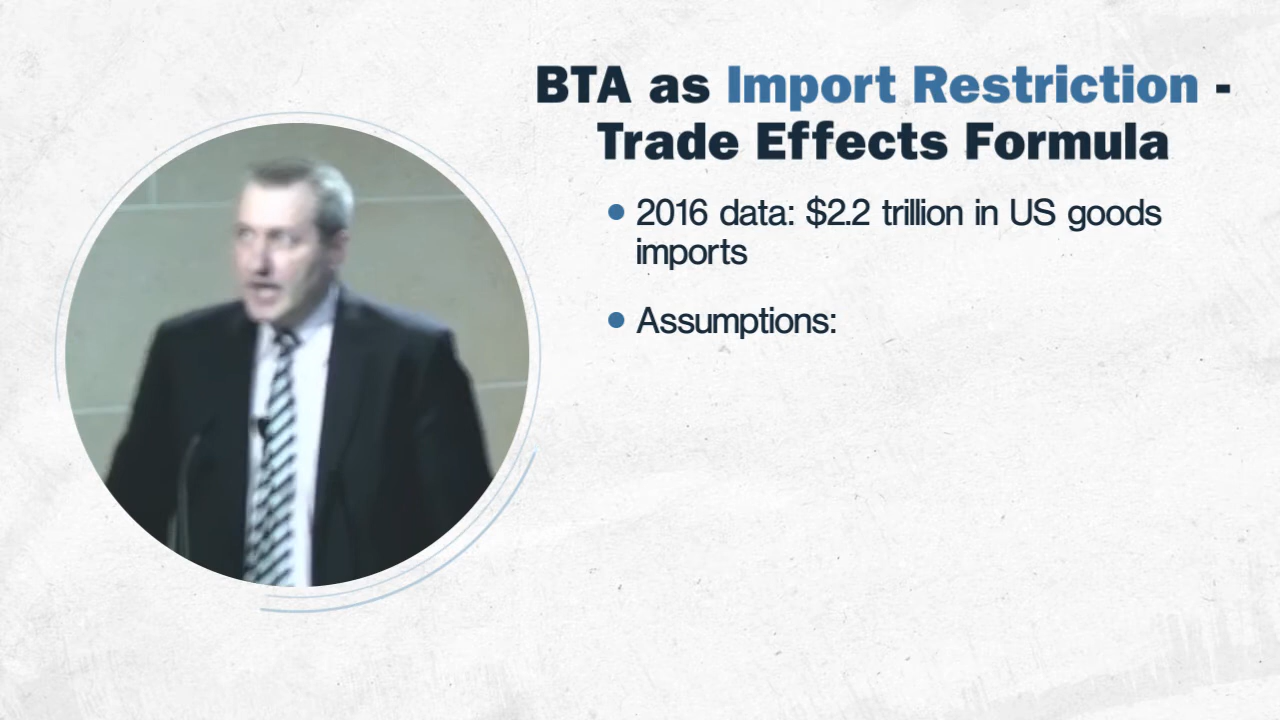 BTA as Import Restriction -
Trade Effects Formula
• 2016 data: $2.2 trillion in US goods
imports
• Assumptions: